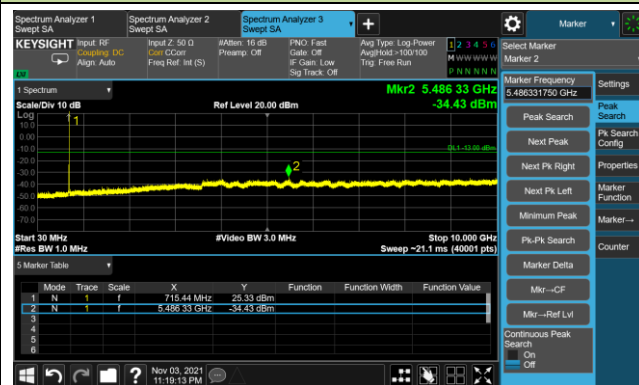 Spectrum Analyzer 1
Swept SA
Spectrum Analyzer 2
Swept SA
Spectrum Analyzer 3
Swept SA
Marker
KEYSIGHT
Input: RF
Coupling: DC
Align: Auto
Input Z: 50 Ω
Corr CCorr
Freq Ref: Int (S)
#Atten: 16 dB
Preamp: Off
PNO: Fast
Gate: Off
IF Gain: Low
Sig Track: Off
Avg Type: Log-Power
Avg|Hold:>100/100
Trig: Free Run
1 2 3 4 5 6
M W W W W W
P N N N N N
LXI
Select Marker
Marker 2
Marker Frequency
5.486331750 GHz
Settings
Peak Search
Peak
Search
Next Peak
Pk Search
Config
Next Pk Right
Properties
Next Pk Left
Marker
Function
Minimum Peak
Marker→
Pk-Pk Search
Counter
Marker Delta
Mkr→CF
Mkr→Ref Lvl
Continuous Peak
Search
On
Off
1 Spectrum
Mkr2 5.486 33 GHz
Scale/Div 10 dB
Ref Level 20.00 dBm
-34.43 dBm
Log
10.0
0.00
-10.0
-20.0
-30.0
-40.0
-50.0
-60.0
-70.0
1
2
DL1 -13.00 dBm
Start 30 MHz
#Video BW 3.0 MHz
Stop 10.000 GHz
#Res BW 1.0 MHz
Sweep ~21.1 ms (40001 pts)
5 Marker Table
Mode Trace Scale X Y Function Function Width Function Value
1 N 1 f 715.44 MHz 25.33 dBm
2 N 1 f 5.486 33 GHz -34.43 dBm
3
4
5
6
?
Nov 03, 2021
11:19:13 PM